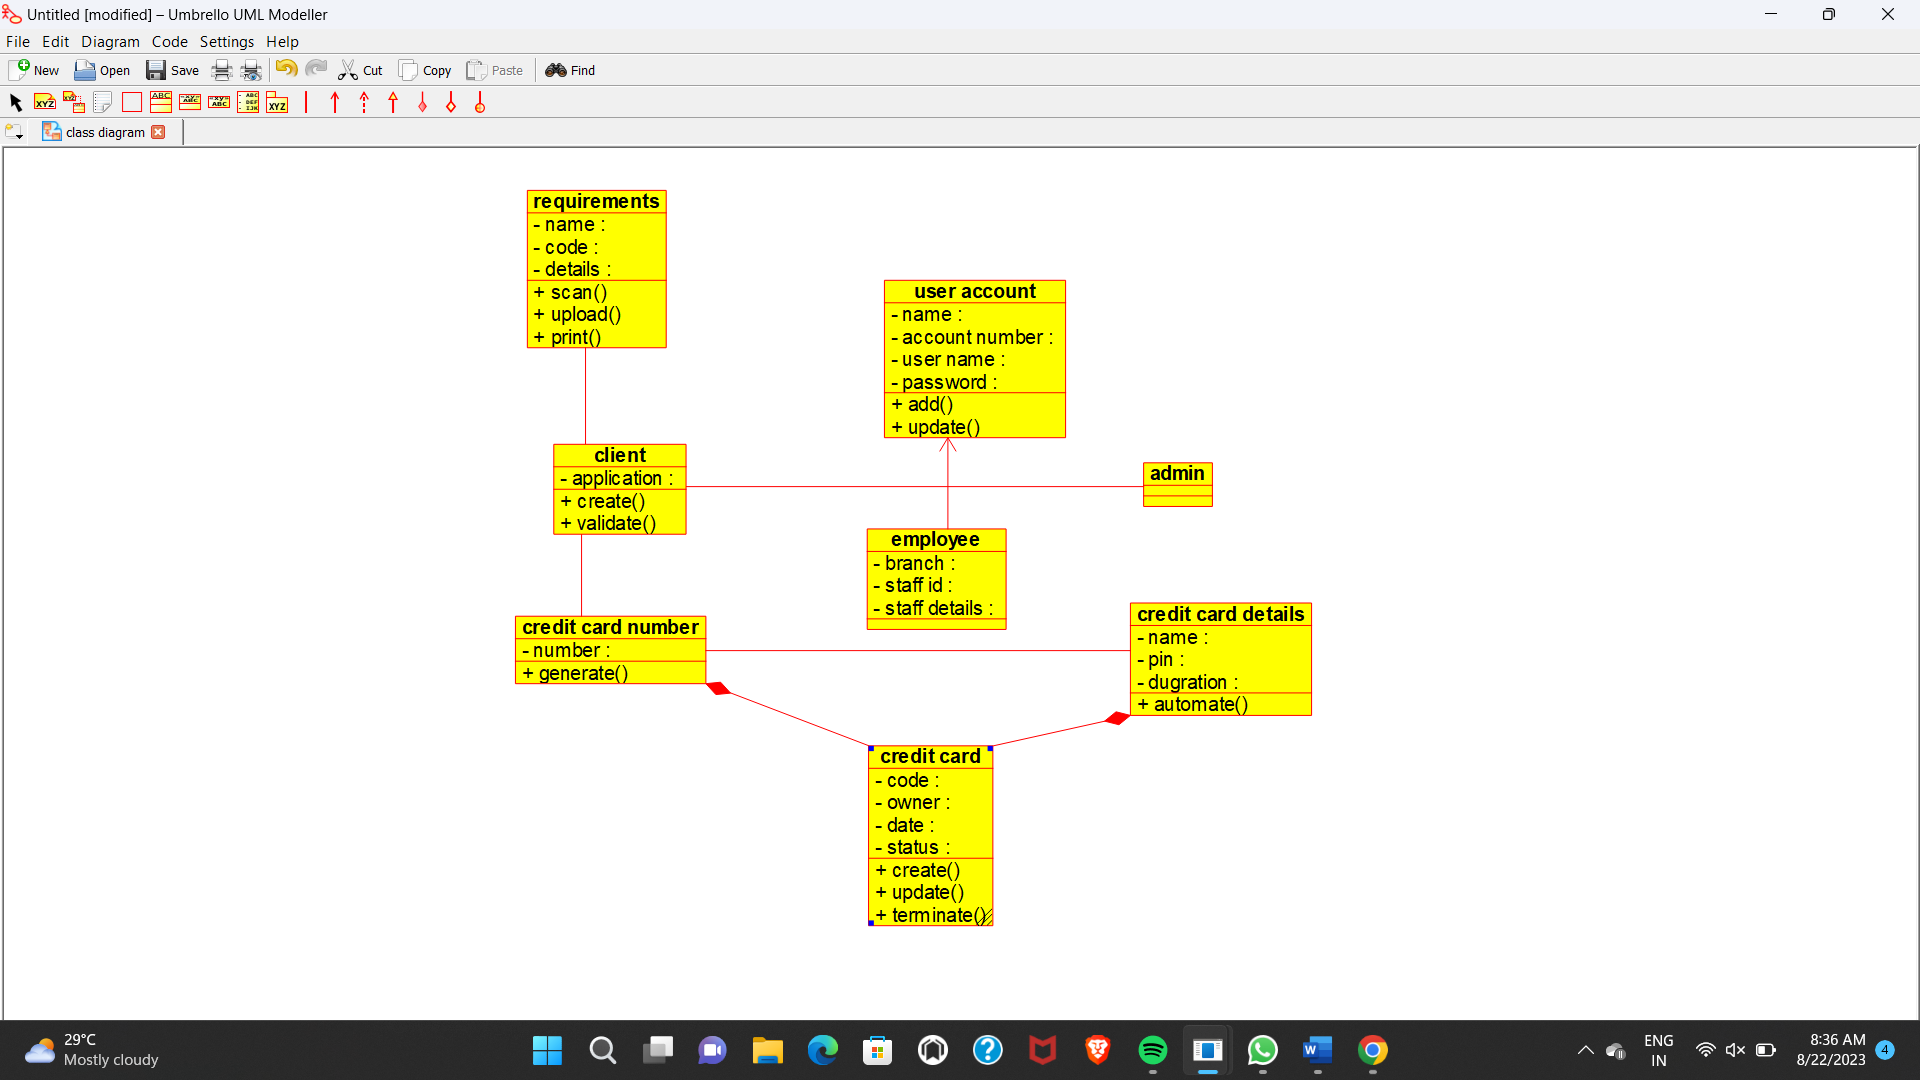 Untitled [modified] – Umbrello UML Modeller
File Edit Diagram Code Settings Help
New Open Save Cut Copy Paste Find
class diagram
requirements
- name :
- code :
- details :
+ scan()
+ upload()
+ print()
user account
- name :
- account number :
- user name :
- password :
+ add()
+ update()
client
- application :
+ create()
+ validate()
admin
employee
- branch :
- staff id :
- staff details :
credit card number
- number :
+ generate()
credit card details
- name :
- pin :
- dugration :
+ automate()
credit card
- code :
- owner :
- date :
- status :
+ create()
+ update()
+ terminate()
29°C
Mostly cloudy
ENG
IN
8:36 AM
8/22/2023
4